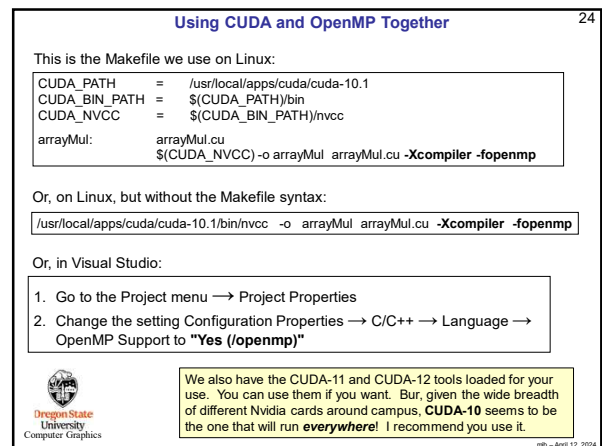 Using CUDA and OpenMP Together
24
This is the Makefile we use on Linux:
CUDA_PATH = /usr/local/apps/cuda/cuda-10.1
CUDA_BIN_PATH = $(CUDA_PATH)/bin
CUDA_NVCC = $(CUDA_BIN_PATH)/nvcc
arrayMul: arrayMul.cu
$(CUDA_NVCC) -o arrayMul arrayMul.cu -Xcompiler -fopenmp
Or, on Linux, but without the Makefile syntax:
/usr/local/apps/cuda/cuda-10.1/bin/nvcc -o arrayMul arrayMul.cu -Xcompiler -fopenmp
Or, in Visual Studio:
1. Go to the Project menu → Project Properties
2. Change the setting Configuration Properties → C/C++ → Language →
OpenMP Support to "Yes (/openmp)"
We also have the CUDA-11 and CUDA-12 tools loaded for your
use. You can use them if you want. Bur, given the wide breadth
of different Nvidia cards around campus, CUDA-10 seems to be
the one that will run everywhere! I recommend you use it.
Oregon State
University
Computer Graphics
mjb – April 12, 2024